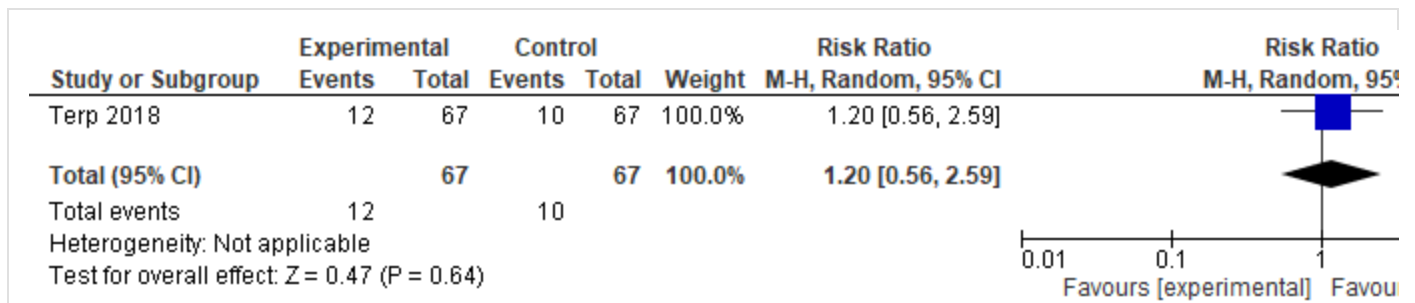 Experimental Control Risk Ratio Risk Ratio
Study or Subgroup Events Total Events Total Weight M-H, Random, 95% CI M-H, Random, 95%
Terp 2018 12 67 10 67 100.0% 1.20 [0.56, 2.59]
Total (95% CI) 67 67 100.0% 1.20 [0.56, 2.59]
Total events 12 10
Heterogeneity: Not applicable
Test for overall effect: Z = 0.47 (P = 0.64)
0.01 0.1 1
Favours [experimental] Favou